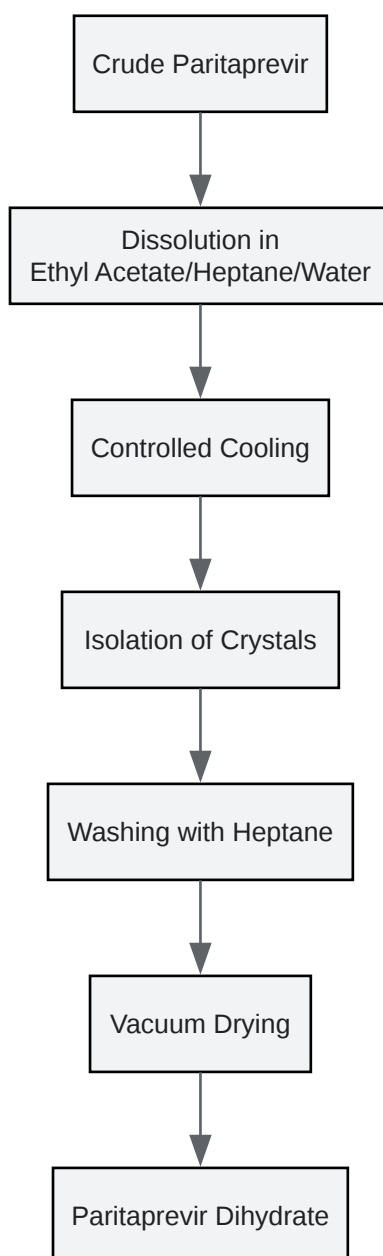 Crude Paritaprevir
Dissolution in
Ethyl Acetate/Heptane/Water
Controlled Cooling
Isolation of Crystals
Washing with Heptane
Vacuum Drying
Paritaprevir Dihydrate